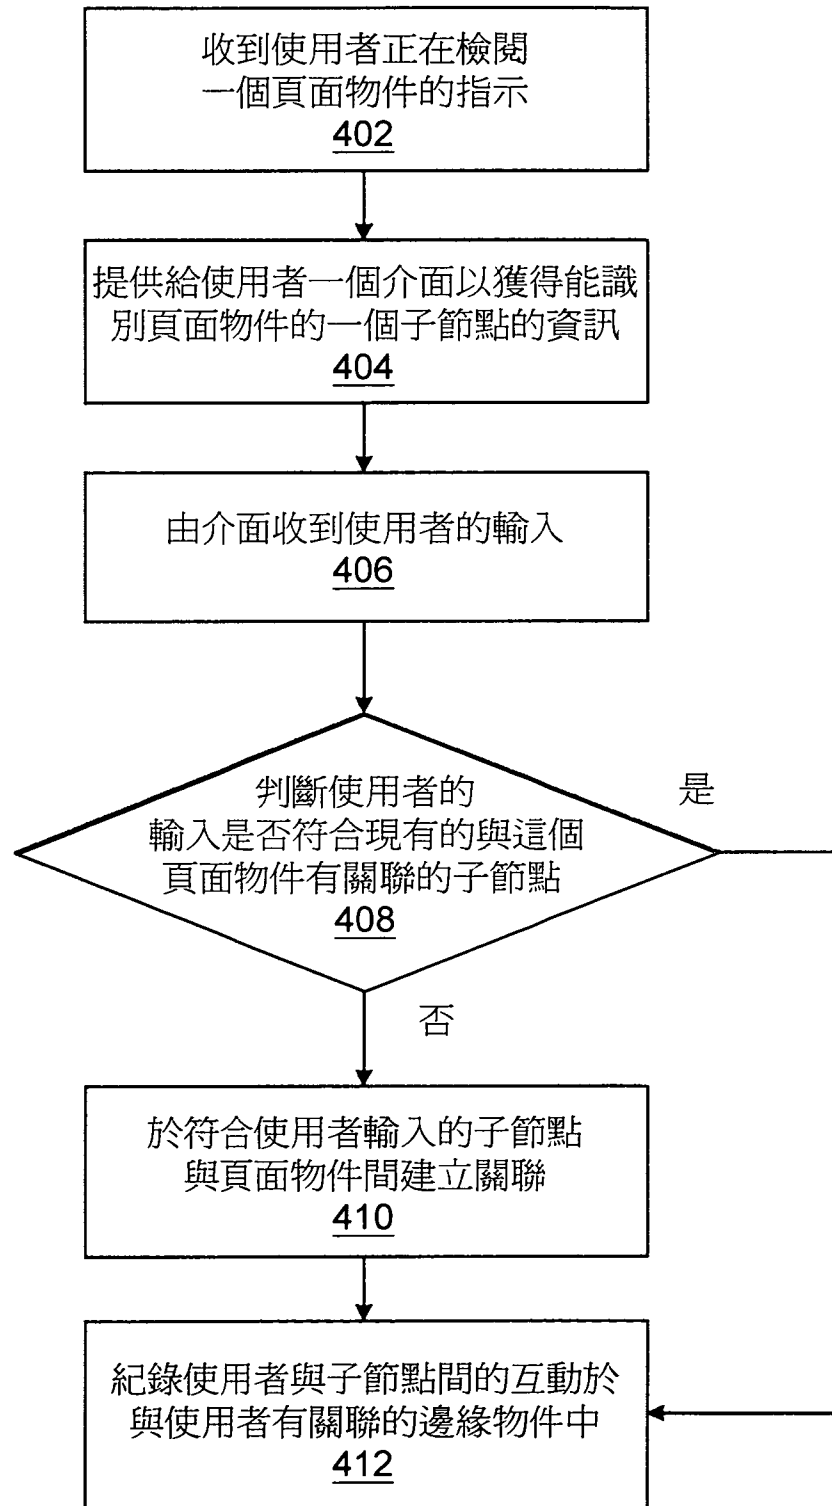 收到使用者正在檢閱
一個頁面物件的指示
402
提供給使用者一個介面以獲得能識
別頁面物件的一個子節點的資訊
404
由介面收到使用者的輸入
406
判斷使用者的
輸入是否符合現有的與這個
頁面物件有關聯的子節點
408
是
否
於符合使用者輸入的子節點
與頁面物件間建立關聯
410
紀錄使用者與子節點間的互動於
與使用者有關聯的邊緣物件中
412